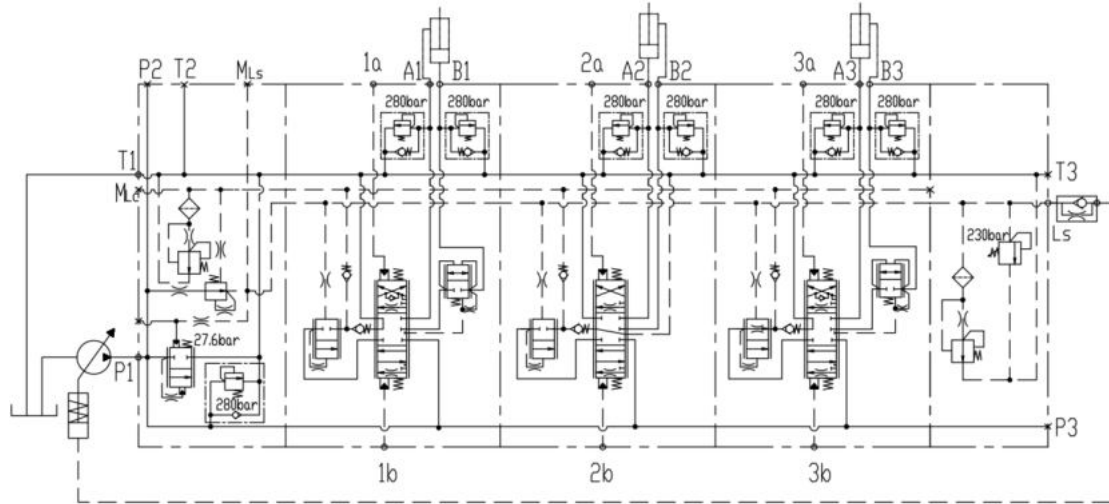 P2 T2 MLs 1a A1 B1 2a A2 B2 3a A3 B3
280bar 280bar 280bar 280bar 280bar 280bar
T1 T3
MLc
Ls
230bar
27.6bar
P1
280bar
P3
1b 2b 3b